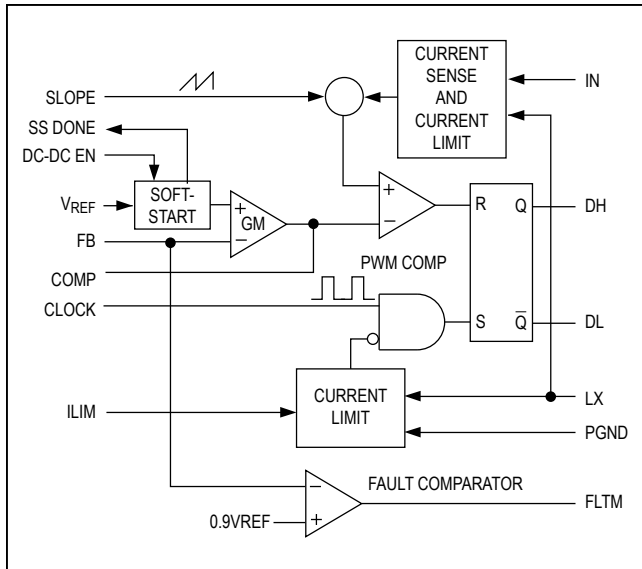 SLOPE
SS DONE
DC-DC EN
VREF
FB
COMP
CLOCK
ILIM
SOFT-
START
+
GM
−
CURRENT
SENSE
AND
CURRENT
LIMIT
IN
+
−
PWM COMP
R
Q
S
Q̅
DH
DL
CURRENT
LIMIT
LX
PGND
−
+
0.9VREF
FAULT COMPARATOR
FLTM